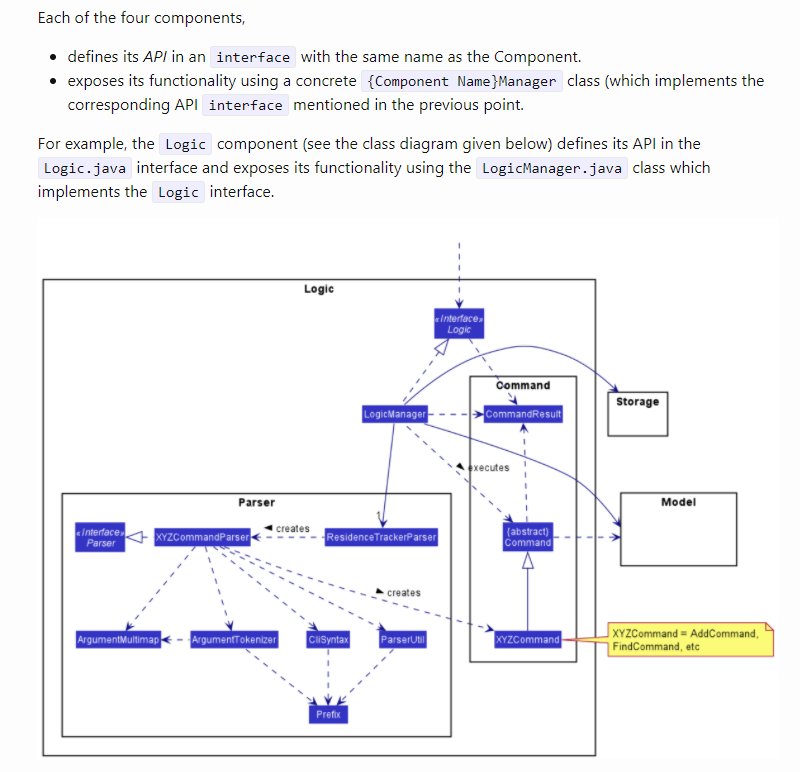 Each of the four components,
defines its API in an interface with the same name as the Component.
exposes its functionality using a concrete {Component Name}Manager class (which implements the
corresponding API interface mentioned in the previous point.
For example, the Logic component (see the class diagram given below) defines its API in the
Logic.java interface and exposes its functionality using the LogicManager.java class which
implements the Logic interface.
Logic
«Interface»
Logic
Command
LogicManager
CommandResult
Storage
executes
Parser
Model
«Interface»
Parser
XYZCommandParser
creates
1
ResidenceTrackerParser
{abstract}
Command
creates
ArgumentMultimap
ArgumentTokenizer
CliSyntax
ParserUtil
XYZCommand
XYZCommand = AddCommand,
FindCommand, etc
Prefix